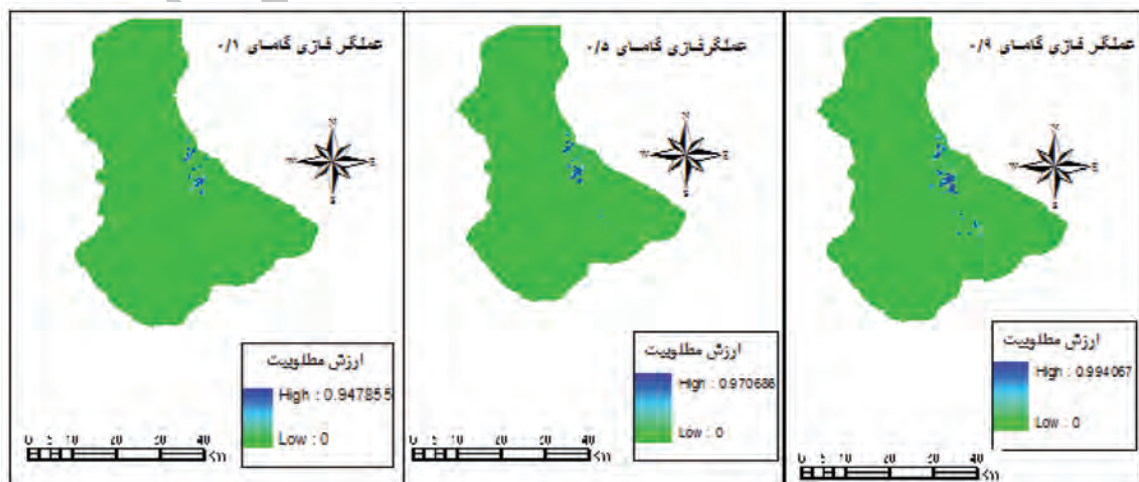 عملگر فازی گامای ۰/۱
N
W
E
S
ارزش مطلوبیت
High : 0.947855
Low : 0
0 5 10 20 30 40
Km
عملگرفازی گامای ۰/۵
N
W
E
S
ارزش مطلوبیت
High : 0.970686
Low : 0
0 5 10 20 30 40
Km
عملگر فازی گامای ۰/۹
N
W
E
S
ارزش مطلوبیت
High : 0.994067
Low : 0
0 5 10 20 30 40
Km